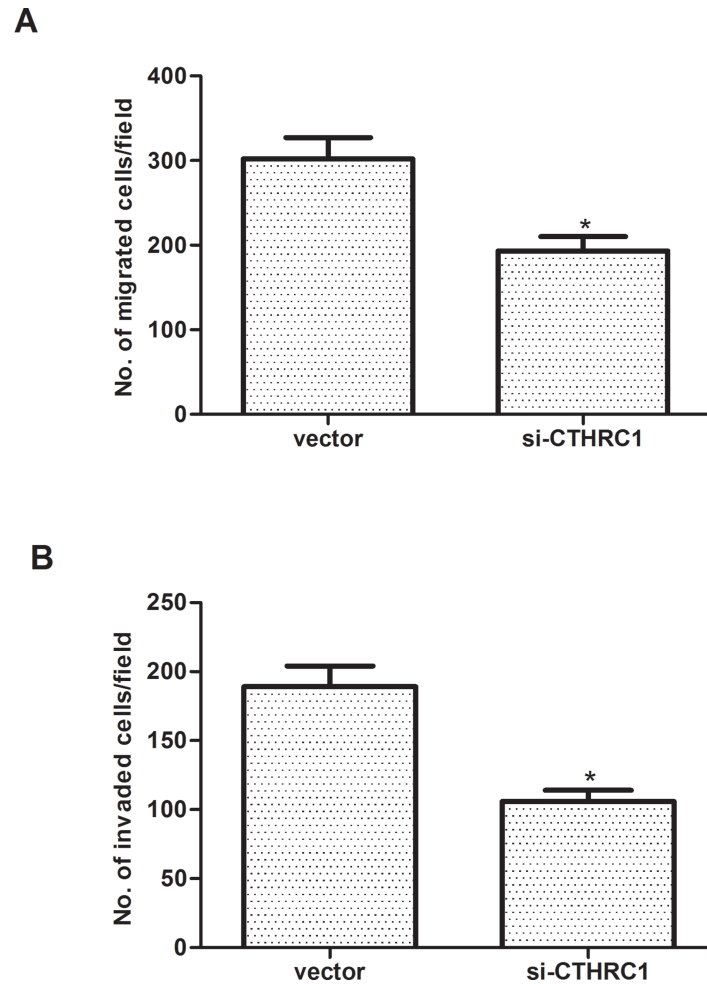 A
No. of migrated cells/field
400
300
200
100
0
*
vector
si-CTHRC1
B
No. of invaded cells/field
250
200
150
100
50
0
*
vector
si-CTHRC1